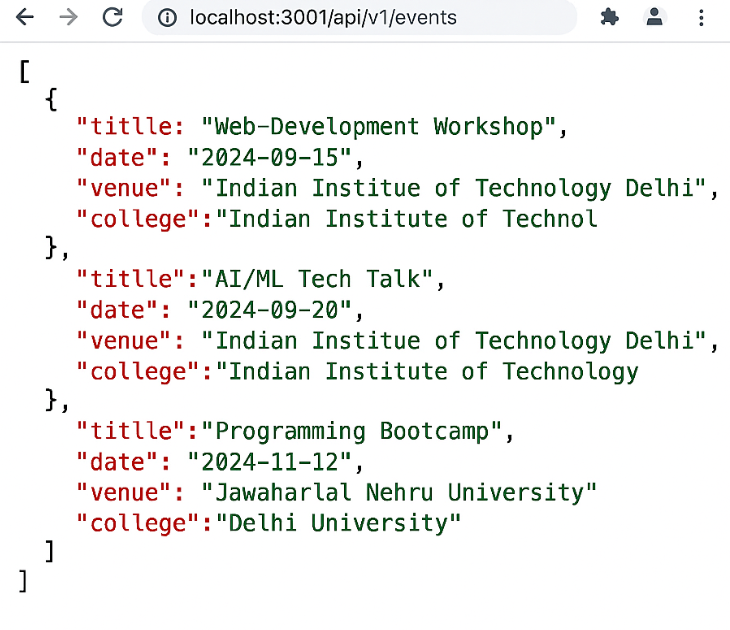 localhost:3001/api/v1/events
[
{
"titlle: "Web-Development Workshop",
"date": "2024-09-15",
"venue": "Indian Institue of Technology Delhi",
"college":"Indian Institute of Technol
},
"titlle":"AI/ML Tech Talk",
"date": "2024-09-20",
"venue": "Indian Institue of Technology Delhi",
"college":"Indian Institute of Technology
},
"titlle":"Programming Bootcamp",
"date": "2024-11-12",
"venue": "Jawaharlal Nehru University"
"college":"Delhi University"
]
]